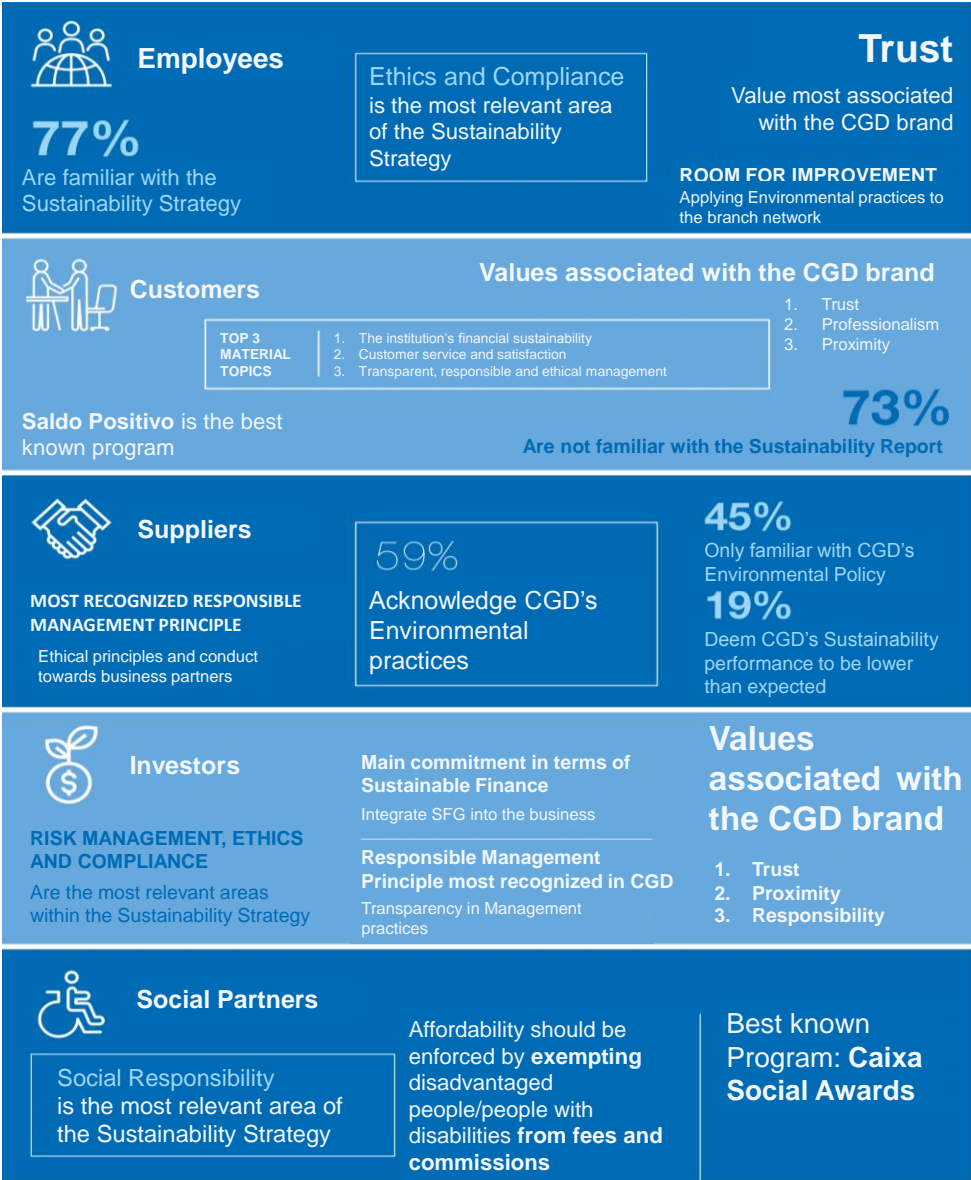 Employees
77%
Are familiar with the
Sustainability Strategy
Ethics and Compliance
is the most relevant area
of the Sustainability
Strategy
Trust
Value most associated
with the CGD brand
ROOM FOR IMPROVEMENT
Applying Environmental practices to
the branch network
Customers
Values associated with the CGD brand
1. Trust
2. Professionalism
3. Proximity
TOP 3
MATERIAL
TOPICS
1. The institution's financial sustainability
2. Customer service and satisfaction
3. Transparent, responsible and ethical management
Saldo Positivo is the best
known program
73%
Are not familiar with the Sustainability Report
Suppliers
MOST RECOGNIZED RESPONSIBLE
MANAGEMENT PRINCIPLE
Ethical principles and conduct
towards business partners
59%
Acknowledge CGD's
Environmental
practices
45%
Only familiar with CGD's
Environmental Policy
19%
Deem CGD's Sustainability
performance to be lower
than expected
Investors
RISK MANAGEMENT, ETHICS
AND COMPLIANCE
Are the most relevant areas
within the Sustainability Strategy
Main commitment in terms of
Sustainable Finance
Integrate SFG into the business
Responsible Management
Principle most recognized in CGD
Transparency in Management
practices
Values
associated with
the CGD brand
1. Trust
2. Proximity
3. Responsibility
$
Social Partners
Social Responsibility
is the most relevant area of
the Sustainability Strategy
Affordability should be
enforced by exempting
disadvantaged
people/people with
disabilities from fees and
commissions
Best known
Program: Caixa
Social Awards